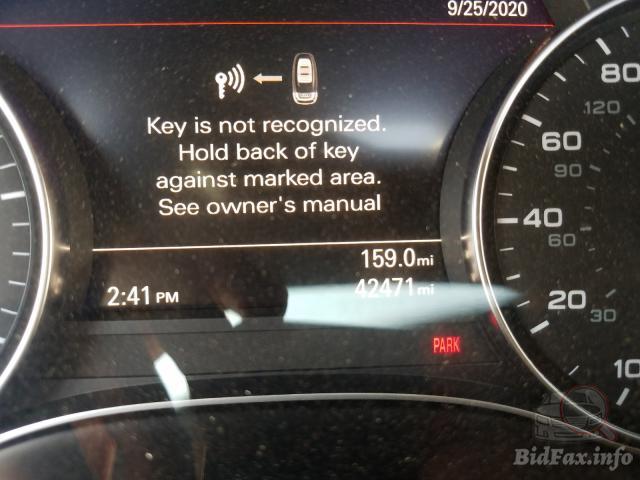 9/25/2020
Key is not recognized.
Hold back of key
against marked area.
See owner's manual
159.0mi
2:41 PM
42471mi
PARK
80
120
60
90
40
60
20
30
10
BidFax.info